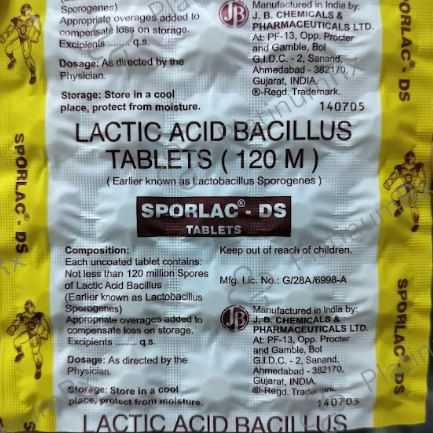 Sporogenes)
Appropriate overages added to
compensate loss on storage.
Excipients ........ q.s.
Dosage: As directed by the
Physician.
Storage: Store in a cool
place, protect from moisture.
JB
Manufactured in India by:
J. B. CHEMICALS &
PHARMACEUTICALS LTD.
At: PF-13, Opp. Procter
and Gamble, Bol
G.I.D.C. - 2, Sanand,
Ahmedabad - 382170,
Gujarat, INDIA.
®-Regd. Trademark.
140705
LACTIC ACID BACILLUS
TABLETS ( 120 M )
( Earlier known as Lactobacillus Sporogenes )
SPORLAC® - DS
TABLETS
Composition:
Each uncoated tablet contains:
Not less than 120 million Spores
of Lactic Acid Bacillus
(Earlier known as Lactobacillus
Sporogenes)
Appropriate overages added to
compensate loss on storage.
Excipients ........ q.s.
Dosage: As directed by the
Physician.
Storage: Store in a cool
place, protect from moisture.
Keep out of reach of children.
Mfg. Lic. No.: G/28A/6998-A
JB
Manufactured in India by:
J. B. CHEMICALS &
PHARMACEUTICALS LTD.
At: PF-13, Opp. Procter
and Gamble, Bol
G.I.D.C. - 2, Sanand,
Ahmedabad - 382170,
Gujarat, INDIA.
®-Regd. Trademark.
140705
LACTIC ACID BACILLUS
SPORLAC® - DS
SPORLAC® - DS
SPORLAC® - DS